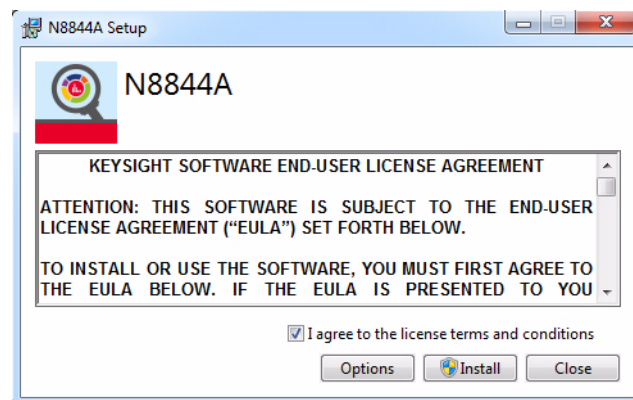 N8844A Setup
N8844A
KEYSIGHT SOFTWARE END-USER LICENSE AGREEMENT
ATTENTION: THIS SOFTWARE IS SUBJECT TO THE END-USER
LICENSE AGREEMENT (“EULA”) SET FORTH BELOW.
TO INSTALL OR USE THE SOFTWARE, YOU MUST FIRST AGREE TO
THE EULA BELOW. IF THE EULA IS PRESENTED TO YOU
I agree to the license terms and conditions
Options Install Close